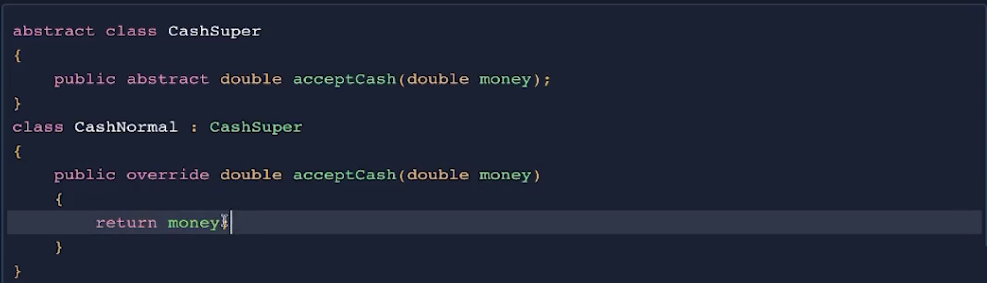 abstract class CashSuper
{
    public abstract double acceptCash(double money);
}
class CashNormal : CashSuper
{
    public override double acceptCash(double money)
    {
        return money;
    }
}